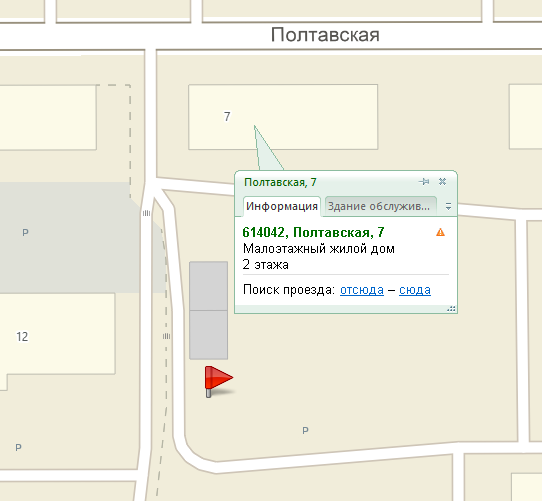 Полтавская
7
Полтавская, 7
Информация
Здание обслужив...
614042, Полтавская, 7
Малоэтажный жилой дом
2 этажа
Поиск проезда: отсюда – сюда
P
12
P
P